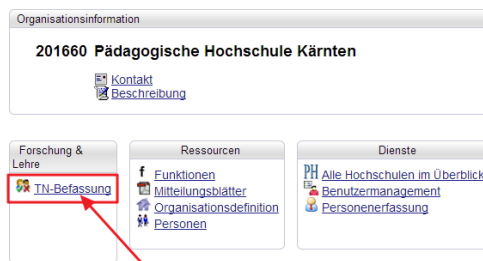 Organisationsinformation
201660 Pädagogische Hochschule Kärnten
Kontakt
Beschreibung
Forschung &
Lehre
TN-Befassung
Ressourcen
Funktionen
Mitteilungsblätter
Organisationsdefinition
Personen
Dienste
PH Alle Hochschulen im Überblick
Benutzermanagement
Personenerfassung